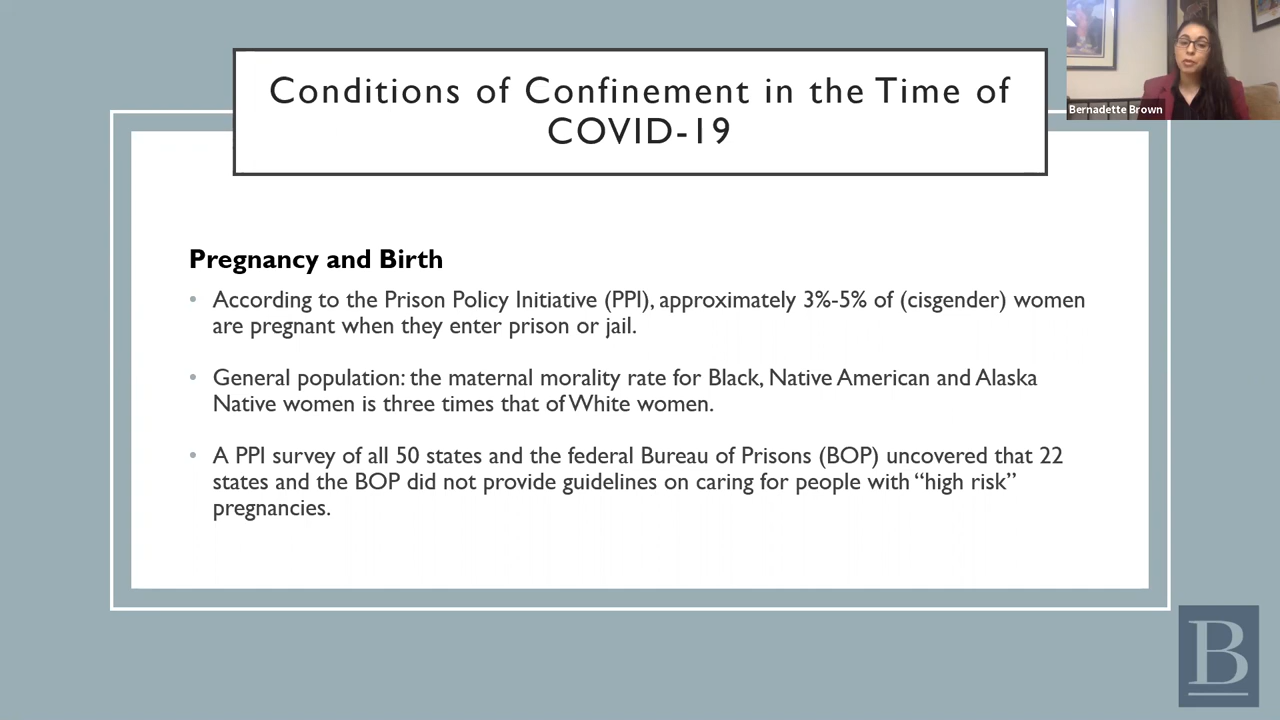 Conditions of Confinement in the Time of
COVID-19
Bernadette Brown
Pregnancy and Birth
• According to the Prison Policy Initiative (PPI), approximately 3%-5% of (cisgender) women
are pregnant when they enter prison or jail.
• General population: the maternal morality rate for Black, Native American and Alaska
Native women is three times that of White women.
• A PPI survey of all 50 states and the federal Bureau of Prisons (BOP) uncovered that 22
states and the BOP did not provide guidelines on caring for people with “high risk”
pregnancies.
B